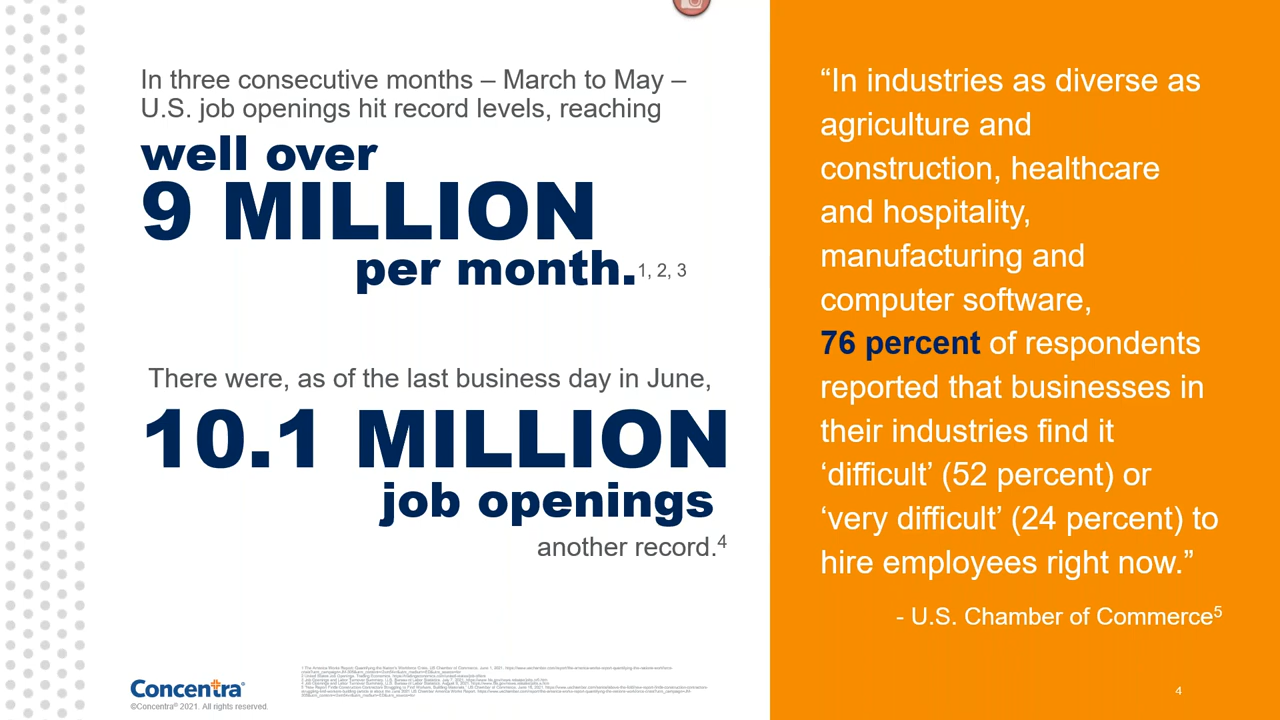 In three consecutive months – March to May –
U.S. job openings hit record levels, reaching
well over
9 MILLION
per month.1, 2, 3
There were, as of the last business day in June,
10.1 MILLION
job openings
another record.4
“In industries as diverse as
agriculture and
construction, healthcare
and hospitality,
manufacturing and
computer software,
76 percent of respondents
reported that businesses in
their industries find it
‘difficult’ (52 percent) or
‘very difficult’ (24 percent) to
hire employees right now.”
- U.S. Chamber of Commerce5
Concentra®
©Concentra® 2021. All rights reserved.
4